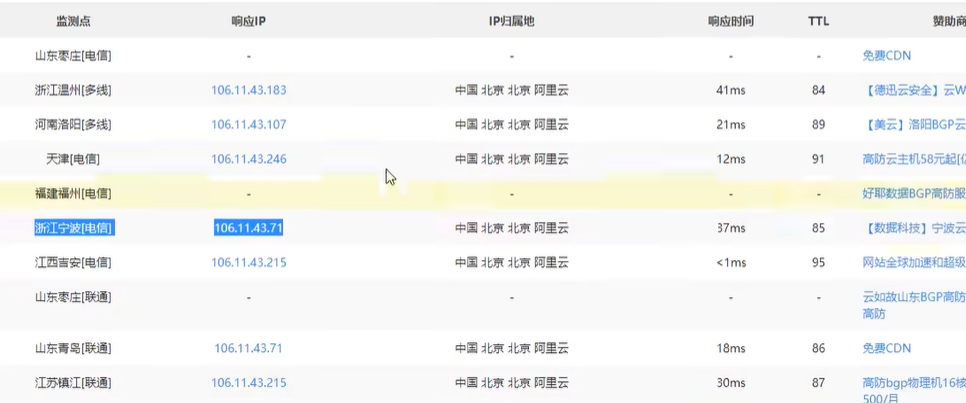 监测点 响应IP IP归属地 响应时间 TTL 赞助商
山东枣庄[电信] - - - - 免费CDN
浙江温州[多线] 106.11.43.183 中国 北京 北京 阿里云 41ms 84 【德迅云安全】云W
河南洛阳[多线] 106.11.43.107 中国 北京 北京 阿里云 21ms 89 【美云】洛阳BGP云
天津[电信] 106.11.43.246 中国 北京 北京 阿里云 12ms 91 高防云主机58元起[亿
福建福州[电信] - - - - 好耶数据BGP高防服
浙江宁波[电信] 106.11.43.71 中国 北京 北京 阿里云 37ms 85 【数掘科技】宁波云
江西吉安[电信] 106.11.43.215 中国 北京 北京 阿里云 <1ms 95 网站全球加速和超级
山东枣庄[联通] - - - - 云如故山东BGP高防
高防
山东青岛[联通] 106.11.43.71 中国 北京 北京 阿里云 18ms 86 免费CDN
江苏镇江[联通] 106.11.43.215 中国 北京 北京 阿里云 30ms 87 高防bgp物理机16核
500/月